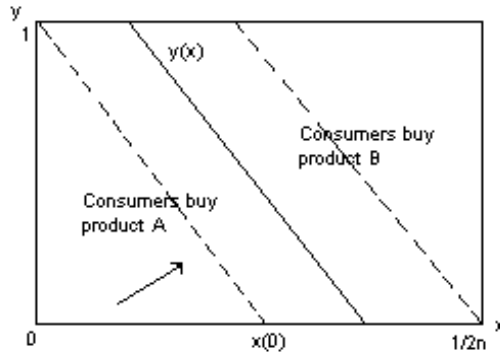 y
1
y(x)
Consumers buy
product B
Consumers buy
product A
0
x(0)
1/2n
x